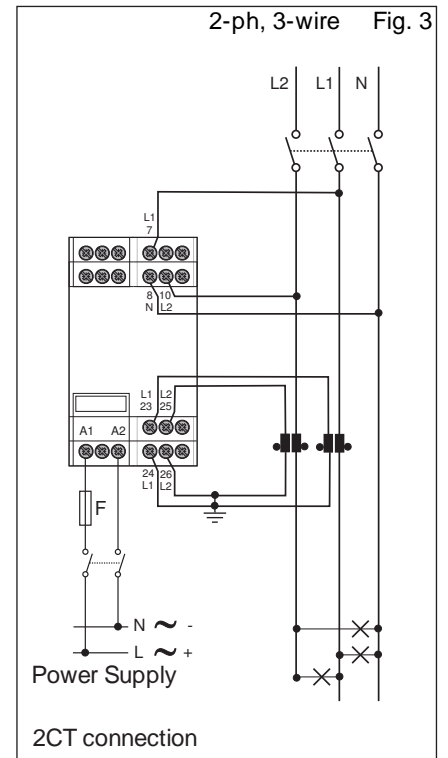 2-ph, 3-wire Fig. 3
L2 L1 N
L1
7
8 10
N L2
L1 L2
23 25
A1 A2
24 26
L1 L2
F
N ~ -
L ~ +
Power Supply
2CT connection